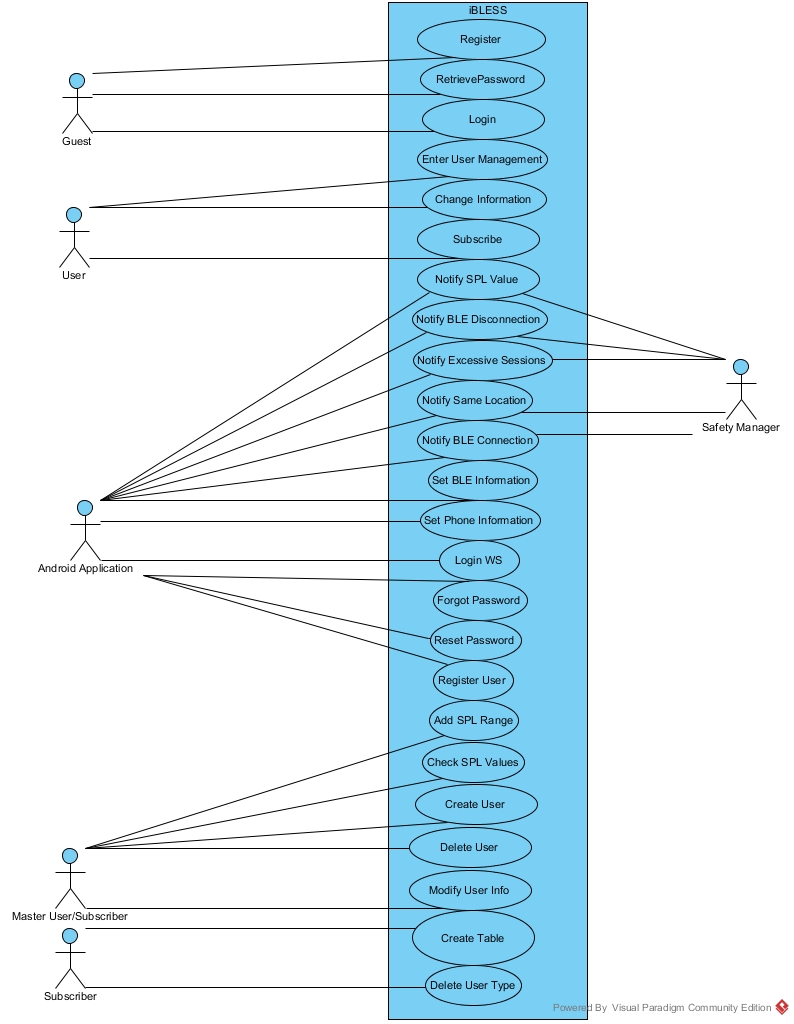 iBLESS
Register
RetrievePassword
Login
Guest
Enter User Management
Change Information
Subscribe
User
Notify SPL Value
Notify BLE Disconnection
Notify Excessive Sessions
Notify Same Location
Safety Manager
Notify BLE Connection
Set BLE Information
Set Phone Information
Login WS
Android Application
Forgot Password
Reset Password
Register User
Add SPL Range
Check SPL Values
Create User
Delete User
Modify User Info
Master User/Subscriber
Create Table
Delete User Type
Subscriber
Powered By Visual Paradigm Community Edition